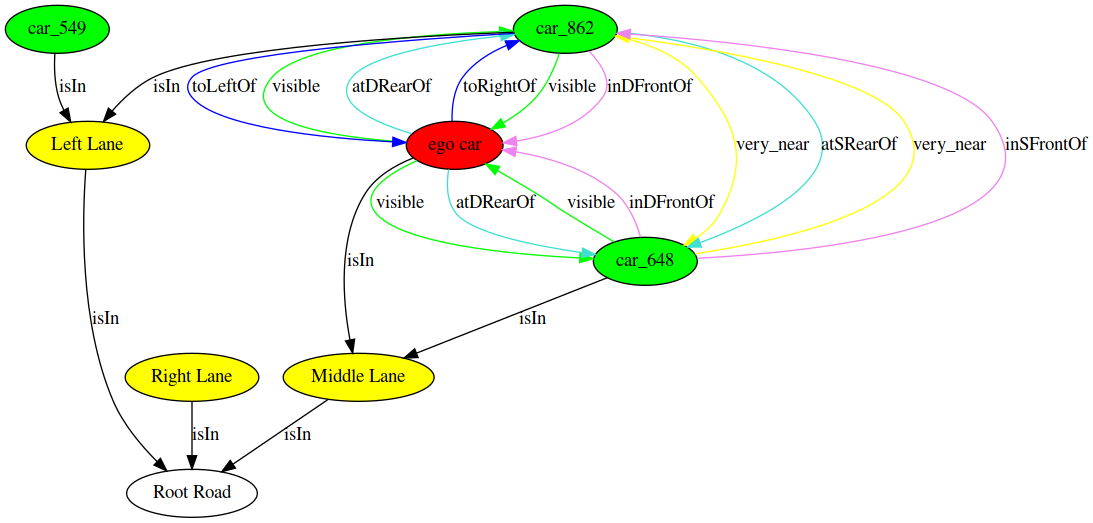 car_549
car_862
isIn
isIn
toLeftOf
visible
atDRearOf
toRightOf
visible
inDFrontOf
Left Lane
ego car
very_near
atSRearOf
very_near
inSFrontOf
visible
atDRearOf
visible
inDFrontOf
isIn
car_648
isIn
isIn
Right Lane
Middle Lane
isIn
isIn
Root Road